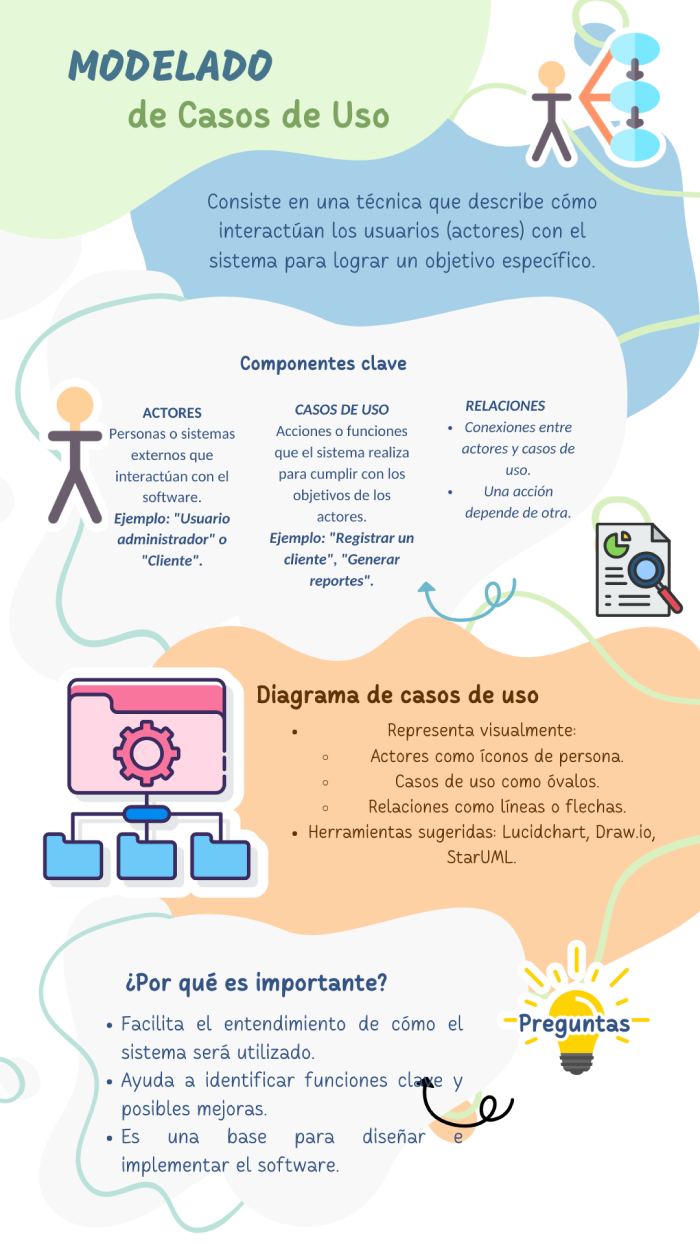 MODELADO
de Casos de Uso
Consiste en una técnica que describe cómo
interactúan los usuarios (actores) con el
sistema para lograr un objetivo específico.
Componentes clave
ACTORES
Personas o sistemas
externos que
interactúan con el
software.
Ejemplo: "Usuario
administrador" o
"Cliente".
CASOS DE USO
Acciones o funciones
que el sistema realiza
para cumplir con los
objetivos de los
actores.
Ejemplo: "Registrar un
cliente", "Generar
reportes".
RELACIONES
• Conexiones entre
actores y casos de
uso.
• Una acción
depende de otra.
Diagrama de casos de uso
• Representa visualmente:
○ Actores como íconos de persona.
○ Casos de uso como óvalos.
○ Relaciones como líneas o flechas.
• Herramientas sugeridas: Lucidchart, Draw.io,
StarUML.
¿Por qué es importante?
• Facilita el entendimiento de cómo el
sistema será utilizado.
• Ayuda a identificar funciones clave y
posibles mejoras.
• Es una base para diseñar e
implementar el software.
Preguntas